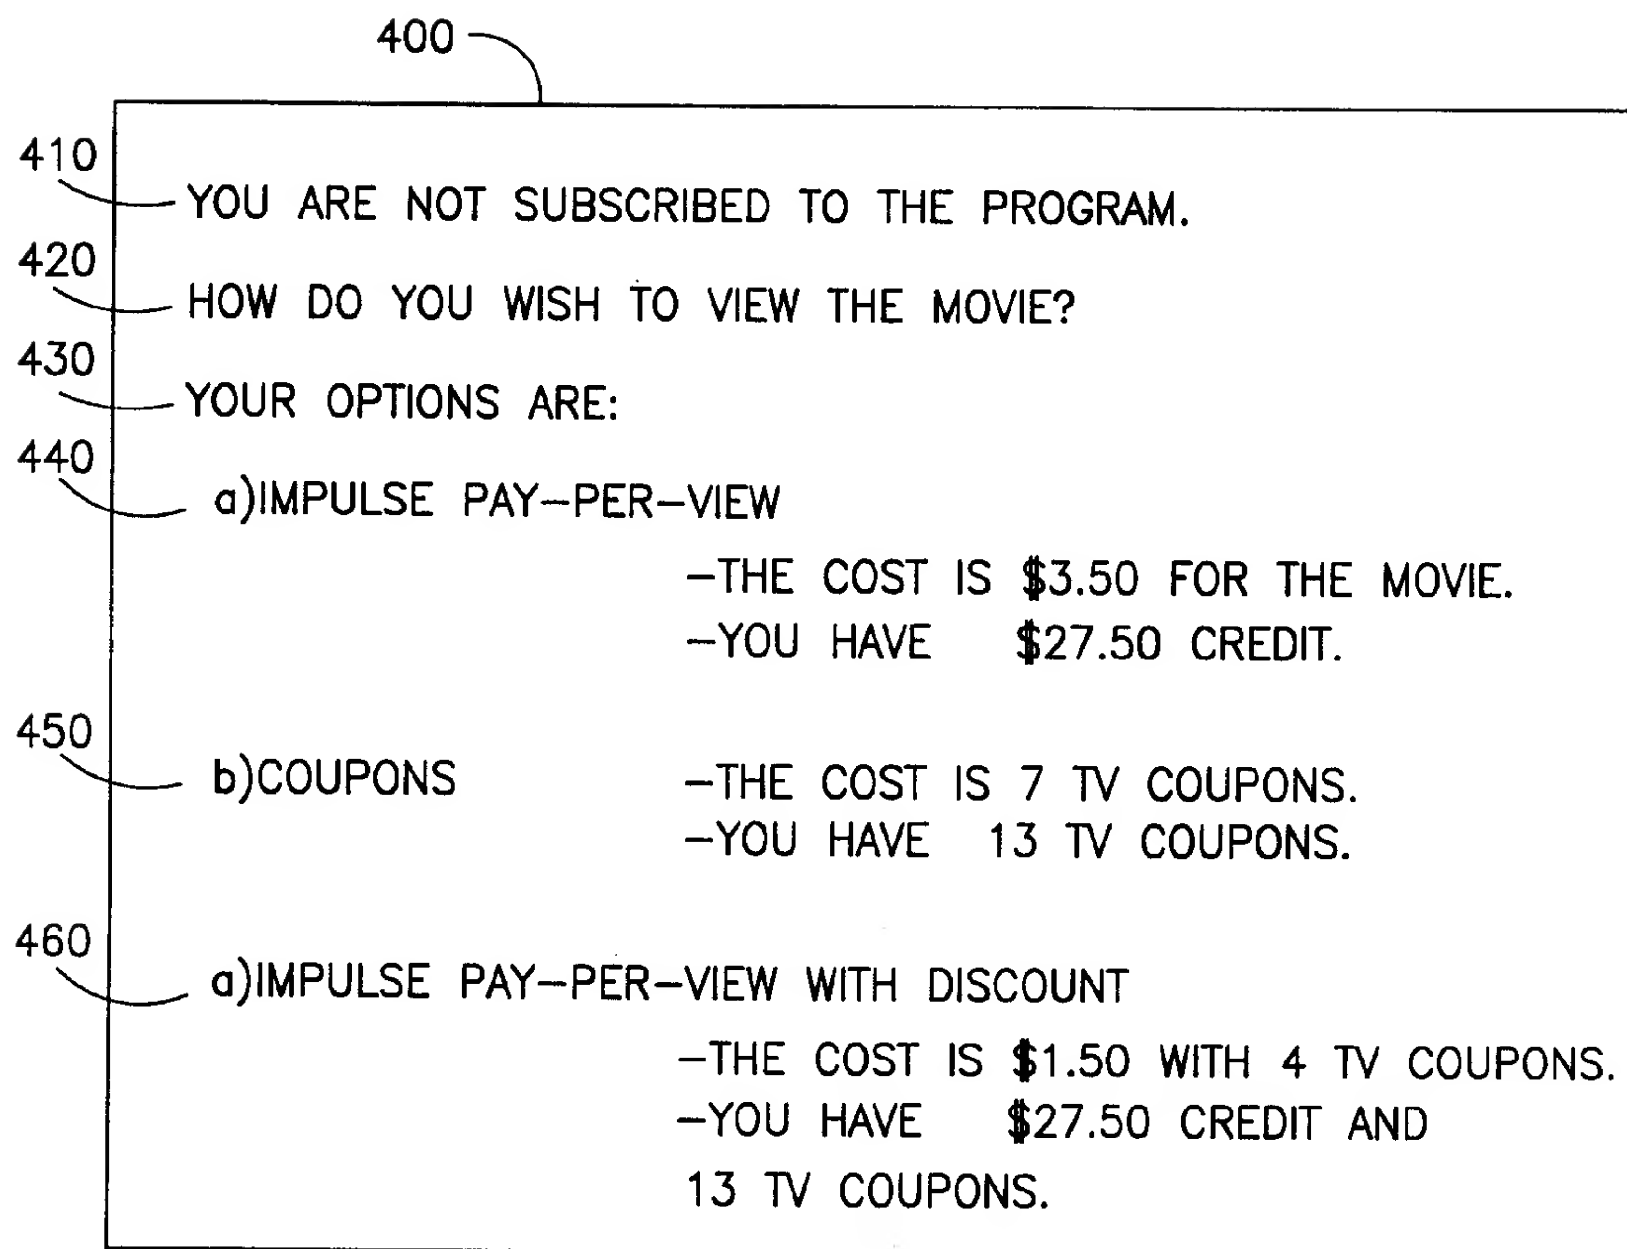 400
410
YOU ARE NOT SUBSCRIBED TO THE PROGRAM.
420
HOW DO YOU WISH TO VIEW THE MOVIE?
430
YOUR OPTIONS ARE:
440
a)IMPULSE PAY-PER-VIEW
-THE COST IS $3.50 FOR THE MOVIE.
-YOU HAVE $27.50 CREDIT.
450
b)COUPONS -THE COST IS 7 TV COUPONS.
-YOU HAVE 13 TV COUPONS.
460
a)IMPULSE PAY-PER-VIEW WITH DISCOUNT
-THE COST IS $1.50 WITH 4 TV COUPONS.
-YOU HAVE $27.50 CREDIT AND
13 TV COUPONS.